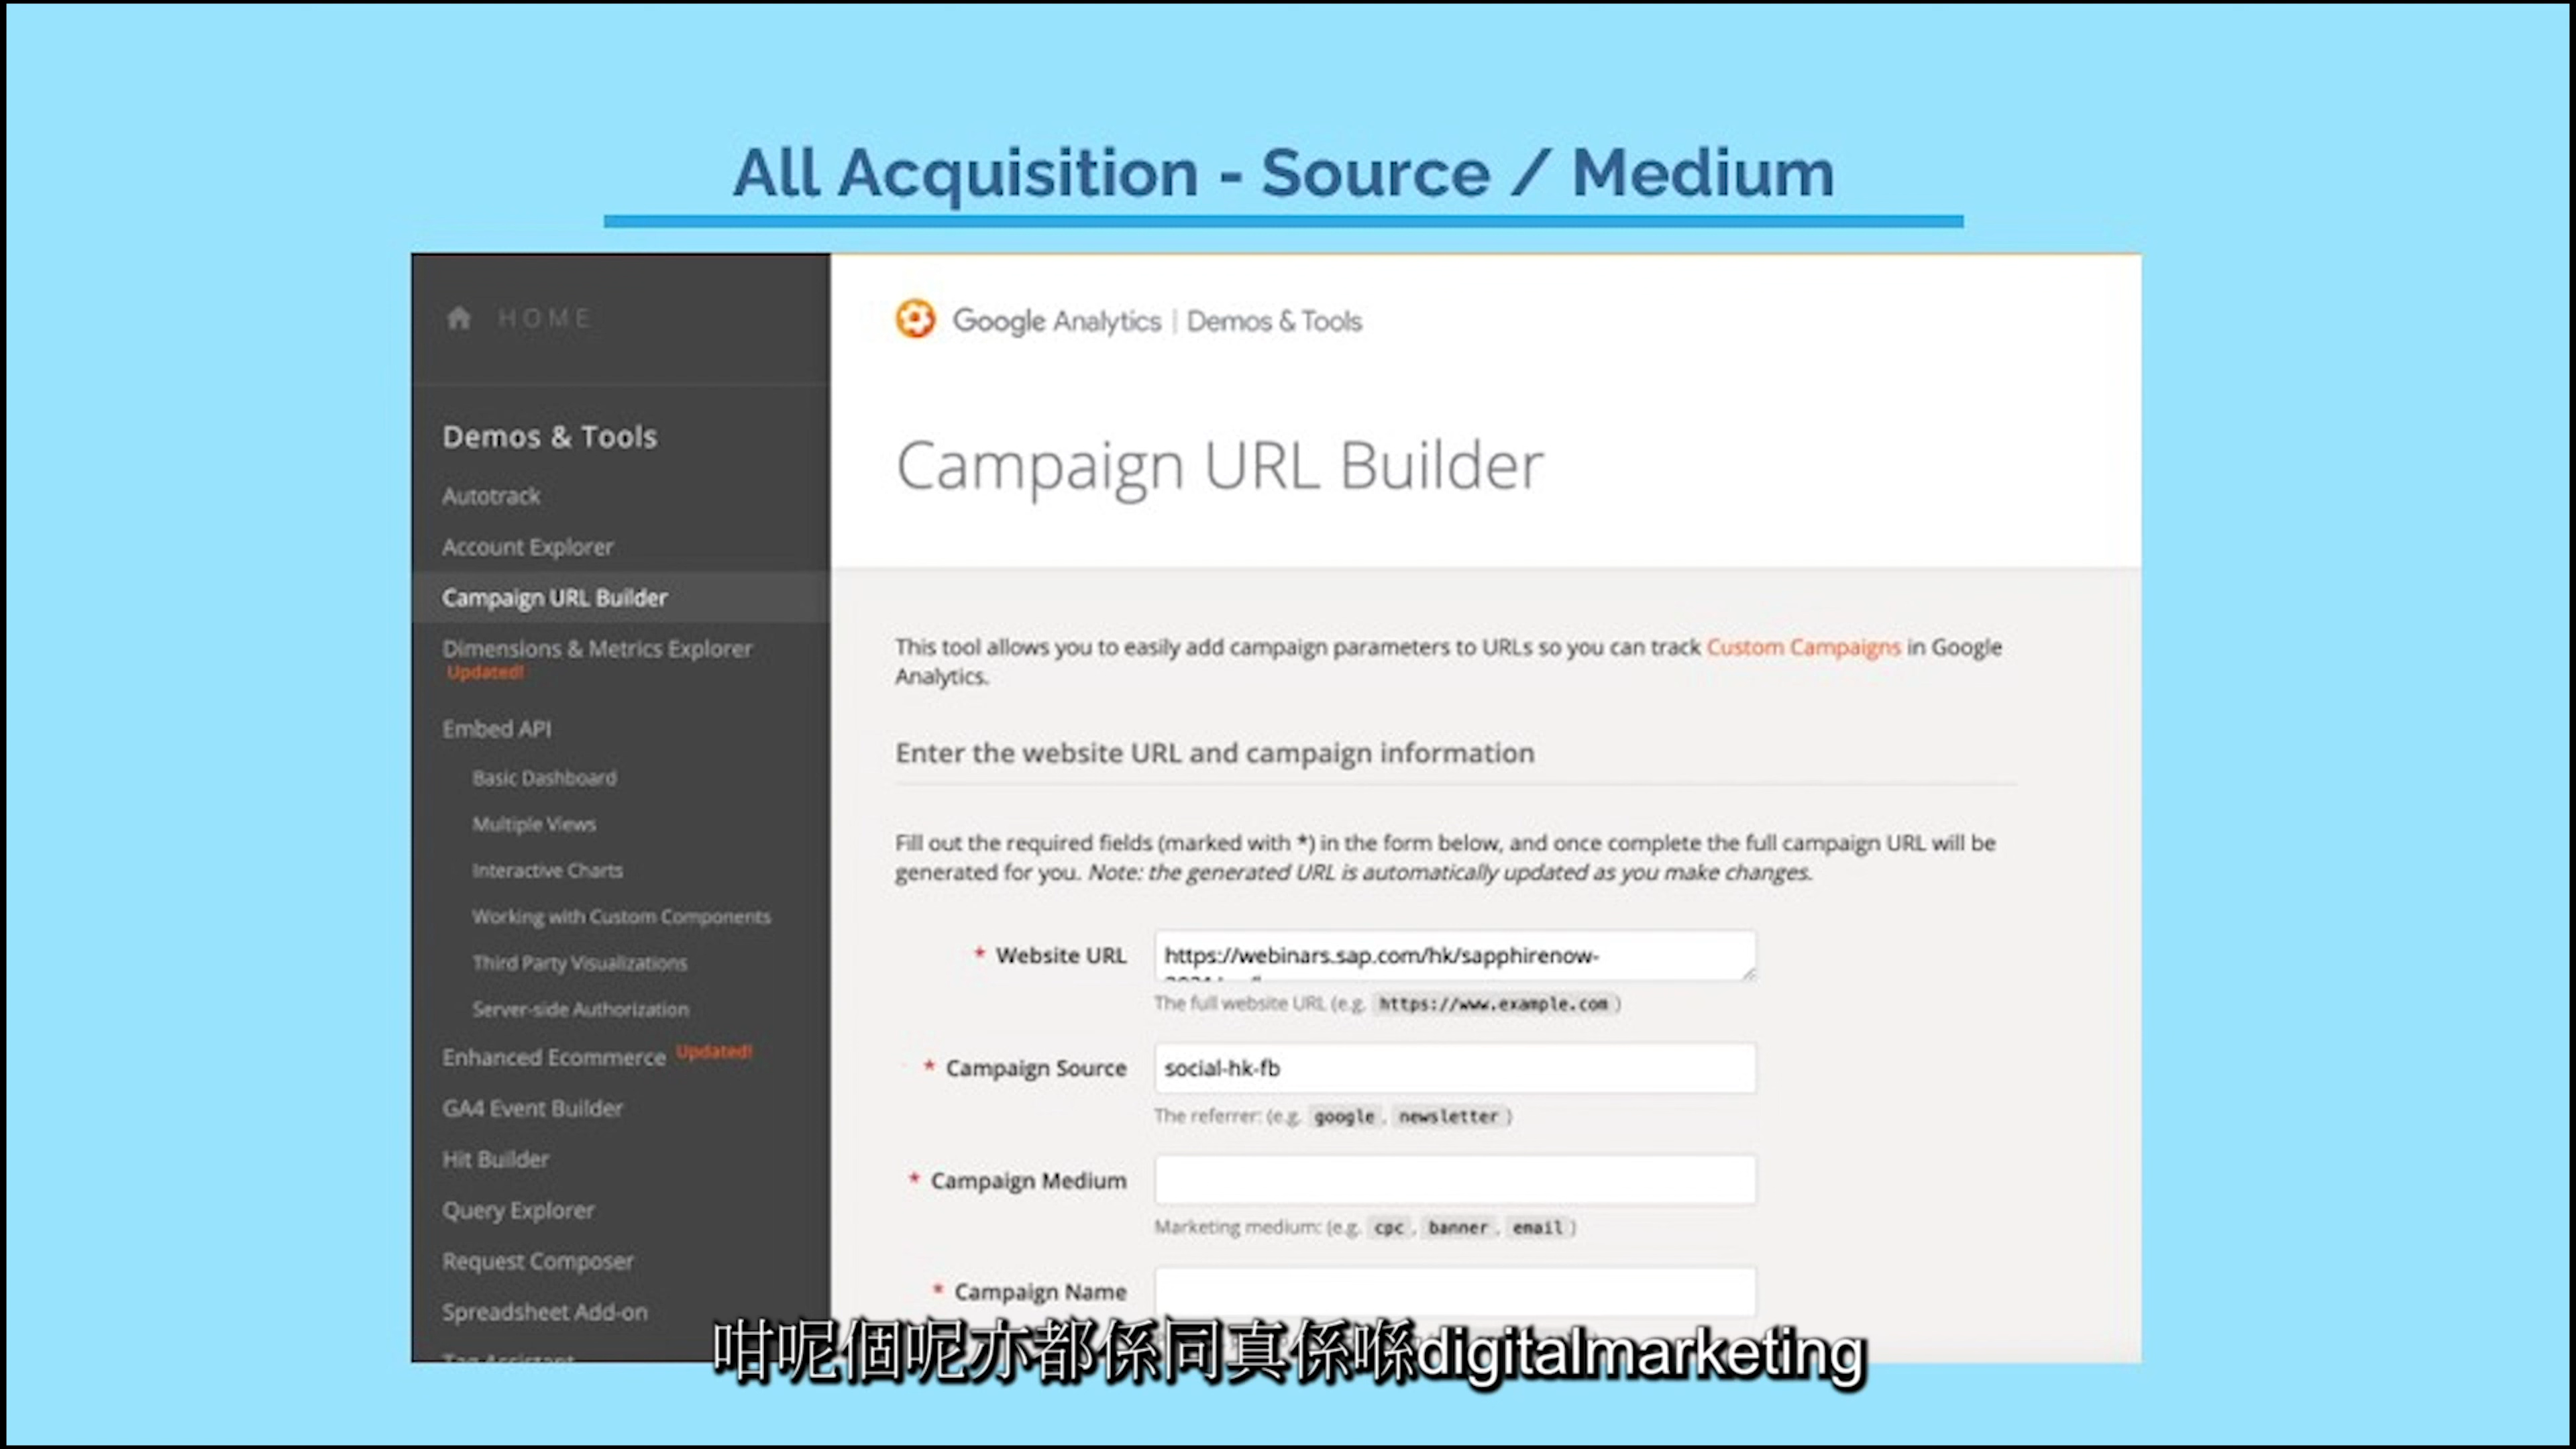 All Acquisition - Source / Medium
HOME
Demos & Tools
Autotrack
Account Explorer
Campaign URL Builder
Dimensions & Metrics Explorer
Updated!
Embed API
Basic Dashboard
Multiple Views
Interactive Charts
Working with Custom Components
Third Party Visualizations
Server-side Authorization
Enhanced Ecommerce Updated!
GA4 Event Builder
Hit Builder
Query Explorer
Request Composer
Spreadsheet Add-on
Google Analytics | Demos & Tools
Campaign URL Builder
This tool allows you to easily add campaign parameters to URLs so you can track Custom Campaigns in Google
Analytics.
Enter the website URL and campaign information
Fill out the required fields (marked with *) in the form below, and once complete the full campaign URL will be
generated for you. Note: the generated URL is automatically updated as you make changes.
* Website URL https://webinars.sap.com/hk/sapphirenow-
The full website URL (e.g. https://www.example.com )
* Campaign Source social-hk-fb
The referrer: (e.g. google , newsletter )
* Campaign Medium
Marketing medium: (e.g. cpc , banner , email )
* Campaign Name
咁呢個呢亦都係同真係喺digitalmarketing